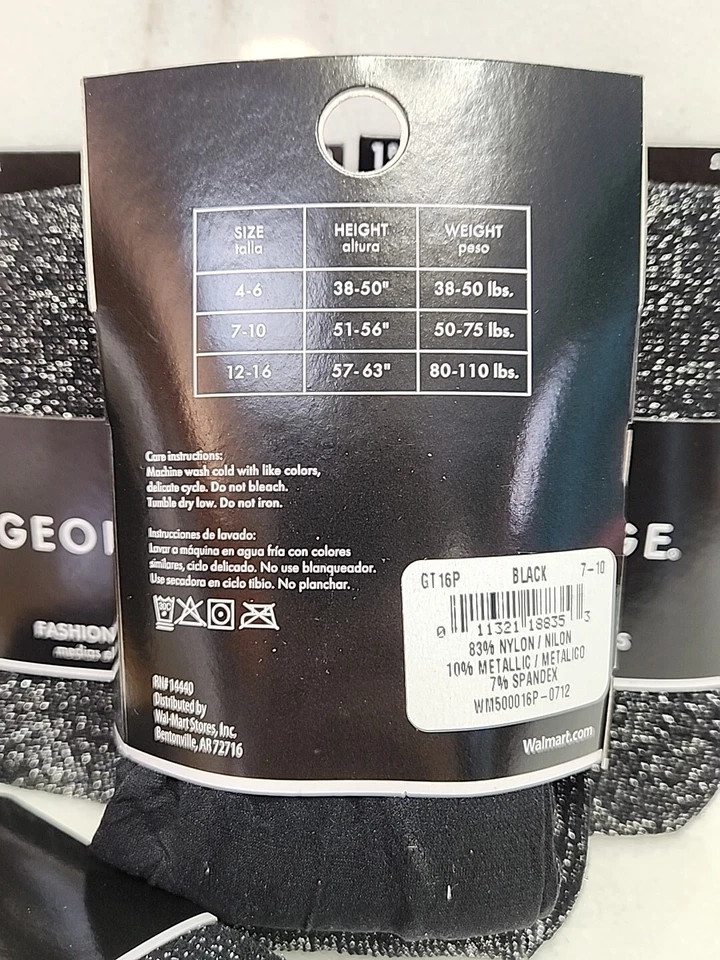 SIZE HEIGHT WEIGHT
talla altura peso
4-6 38-50" 38-50 lbs.
7-10 51-56" 50-75 lbs.
12-16 57-63" 80-110 lbs.
Care instructions:
Machine wash cold with like colors,
delicate cycle. Do not bleach.
Tumble dry low. Do not iron.
Instrucciones de lavado:
Lavar a máquina en agua fría con colores
similares, ciclo delicado. No use blanqueador.
Use secadora en ciclo tibio. No planchar.
30C
RN# 14440
Distributed by
Wal-Mart Stores, Inc.
Bentonville, AR 72716
GT16P BLACK 7-10
0 11321 18835 3
83% NYLON / NILON
10% METALLIC / METALICO
7% SPANDEX
WM500016P-0712
Walmart.com
GEO
GE.
FASHION
medias
S